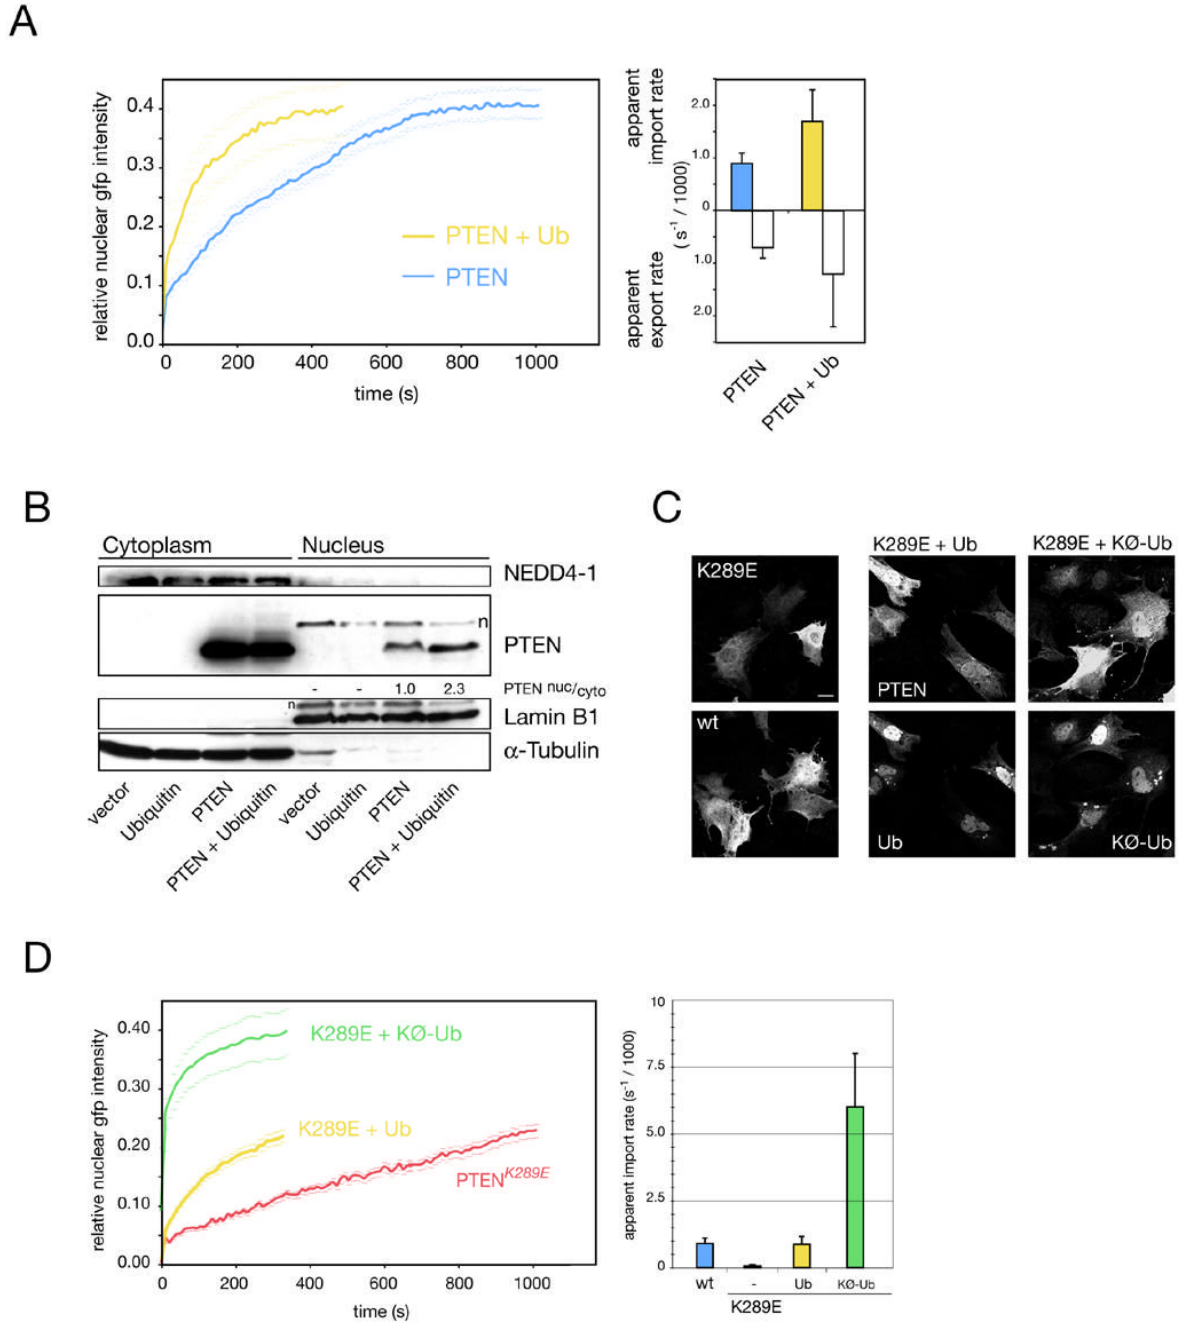 A
relative nuclear gfp intensity
0.4
0.3
0.2
0.1
0.0
0 200 400 600 800 1000
time (s)
PTEN + Ub
PTEN
apparent import rate
apparent export rate
( s⁻¹ / 1000)
2.0
1.0
0
1.0
2.0
PTEN
PTEN + Ub
B
Cytoplasm Nucleus
NEDD4-1
n
PTEN
- - 1.0 2.3 PTEN nuc/cyto
n
Lamin B1
α-Tubulin
vector Ubiquitin PTEN PTEN + Ubiquitin vector Ubiquitin PTEN PTEN + Ubiquitin
C
K289E + Ub K289E + KØ-Ub
K289E
PTEN
wt
Ub
KØ-Ub
D
relative nuclear gfp intensity
0.40
0.30
0.20
0.10
0.00
0 200 400 600 800 1000
time (s)
K289E + KØ-Ub
K289E + Ub
PTEN K289E
apparent import rate (s⁻¹ / 1000)
10
7.5
5.0
2.5
0
wt - Ub KØ-Ub
K289E